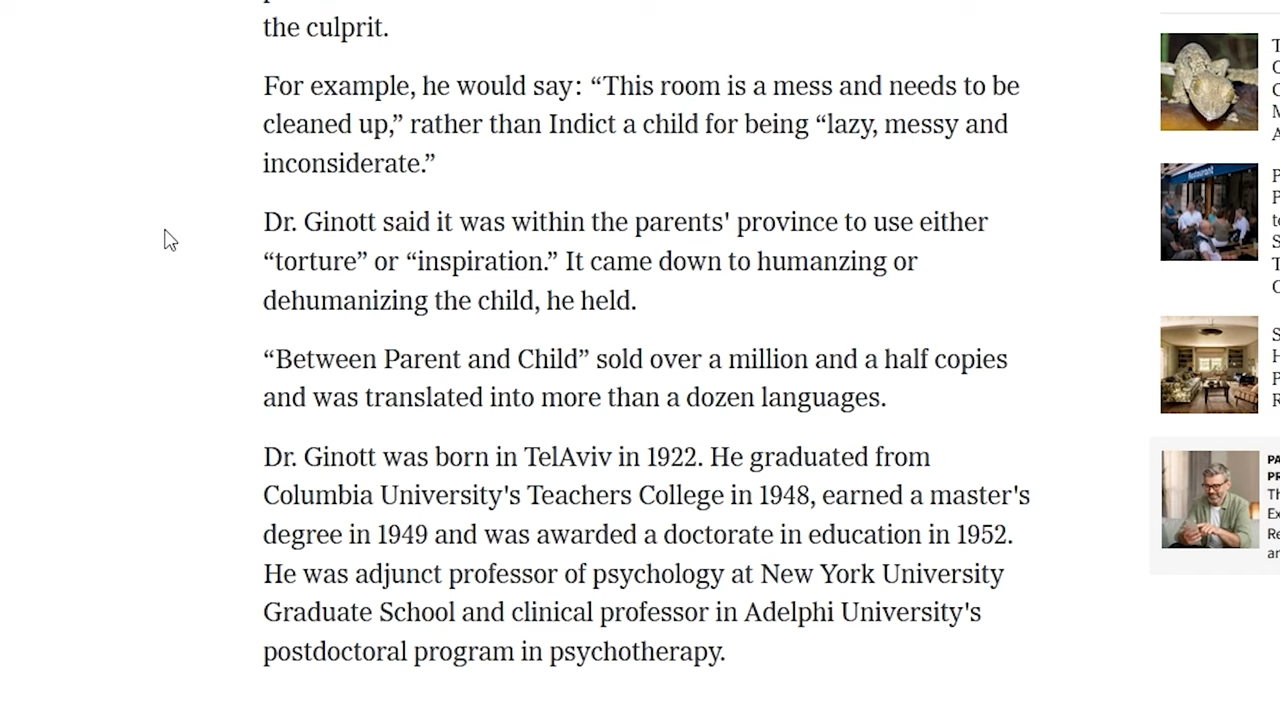 the culprit.
For example, he would say: “This room is a mess and needs to be
cleaned up,” rather than Indict a child for being “lazy, messy and
inconsiderate.”
Dr. Ginott said it was within the parents' province to use either
“torture” or “inspiration.” It came down to humanzing or
dehumanizing the child, he held.
“Between Parent and Child” sold over a million and a half copies
and was translated into more than a dozen languages.
Dr. Ginott was born in TelAviv in 1922. He graduated from
Columbia University's Teachers College in 1948, earned a master's
degree in 1949 and was awarded a doctorate in education in 1952.
He was adjunct professor of psychology at New York University
Graduate School and clinical professor in Adelphi University's
postdoctoral program in psychotherapy.
Restaurant